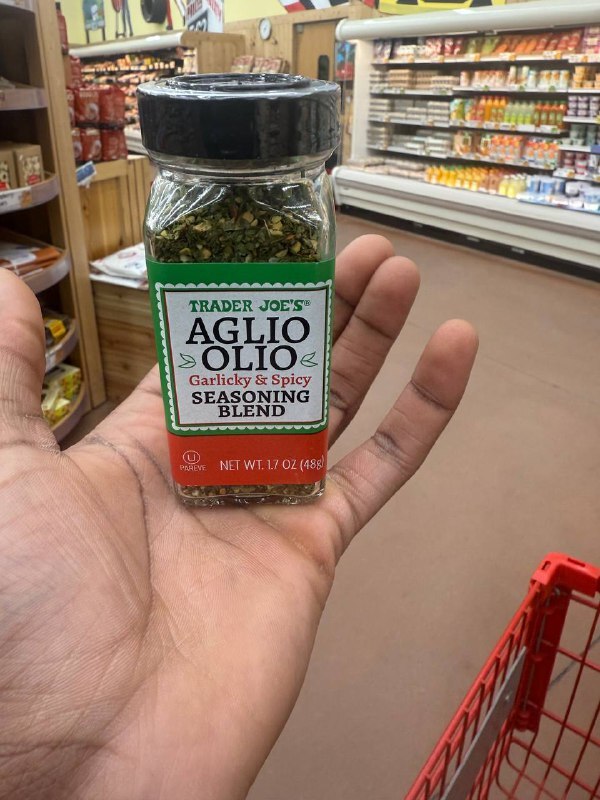 TRADER JOE'S®
AGLIO
OLIO
Garlicky & Spicy
SEASONING
BLEND
U
PAREVE
NET WT. 1.7 OZ (48g)